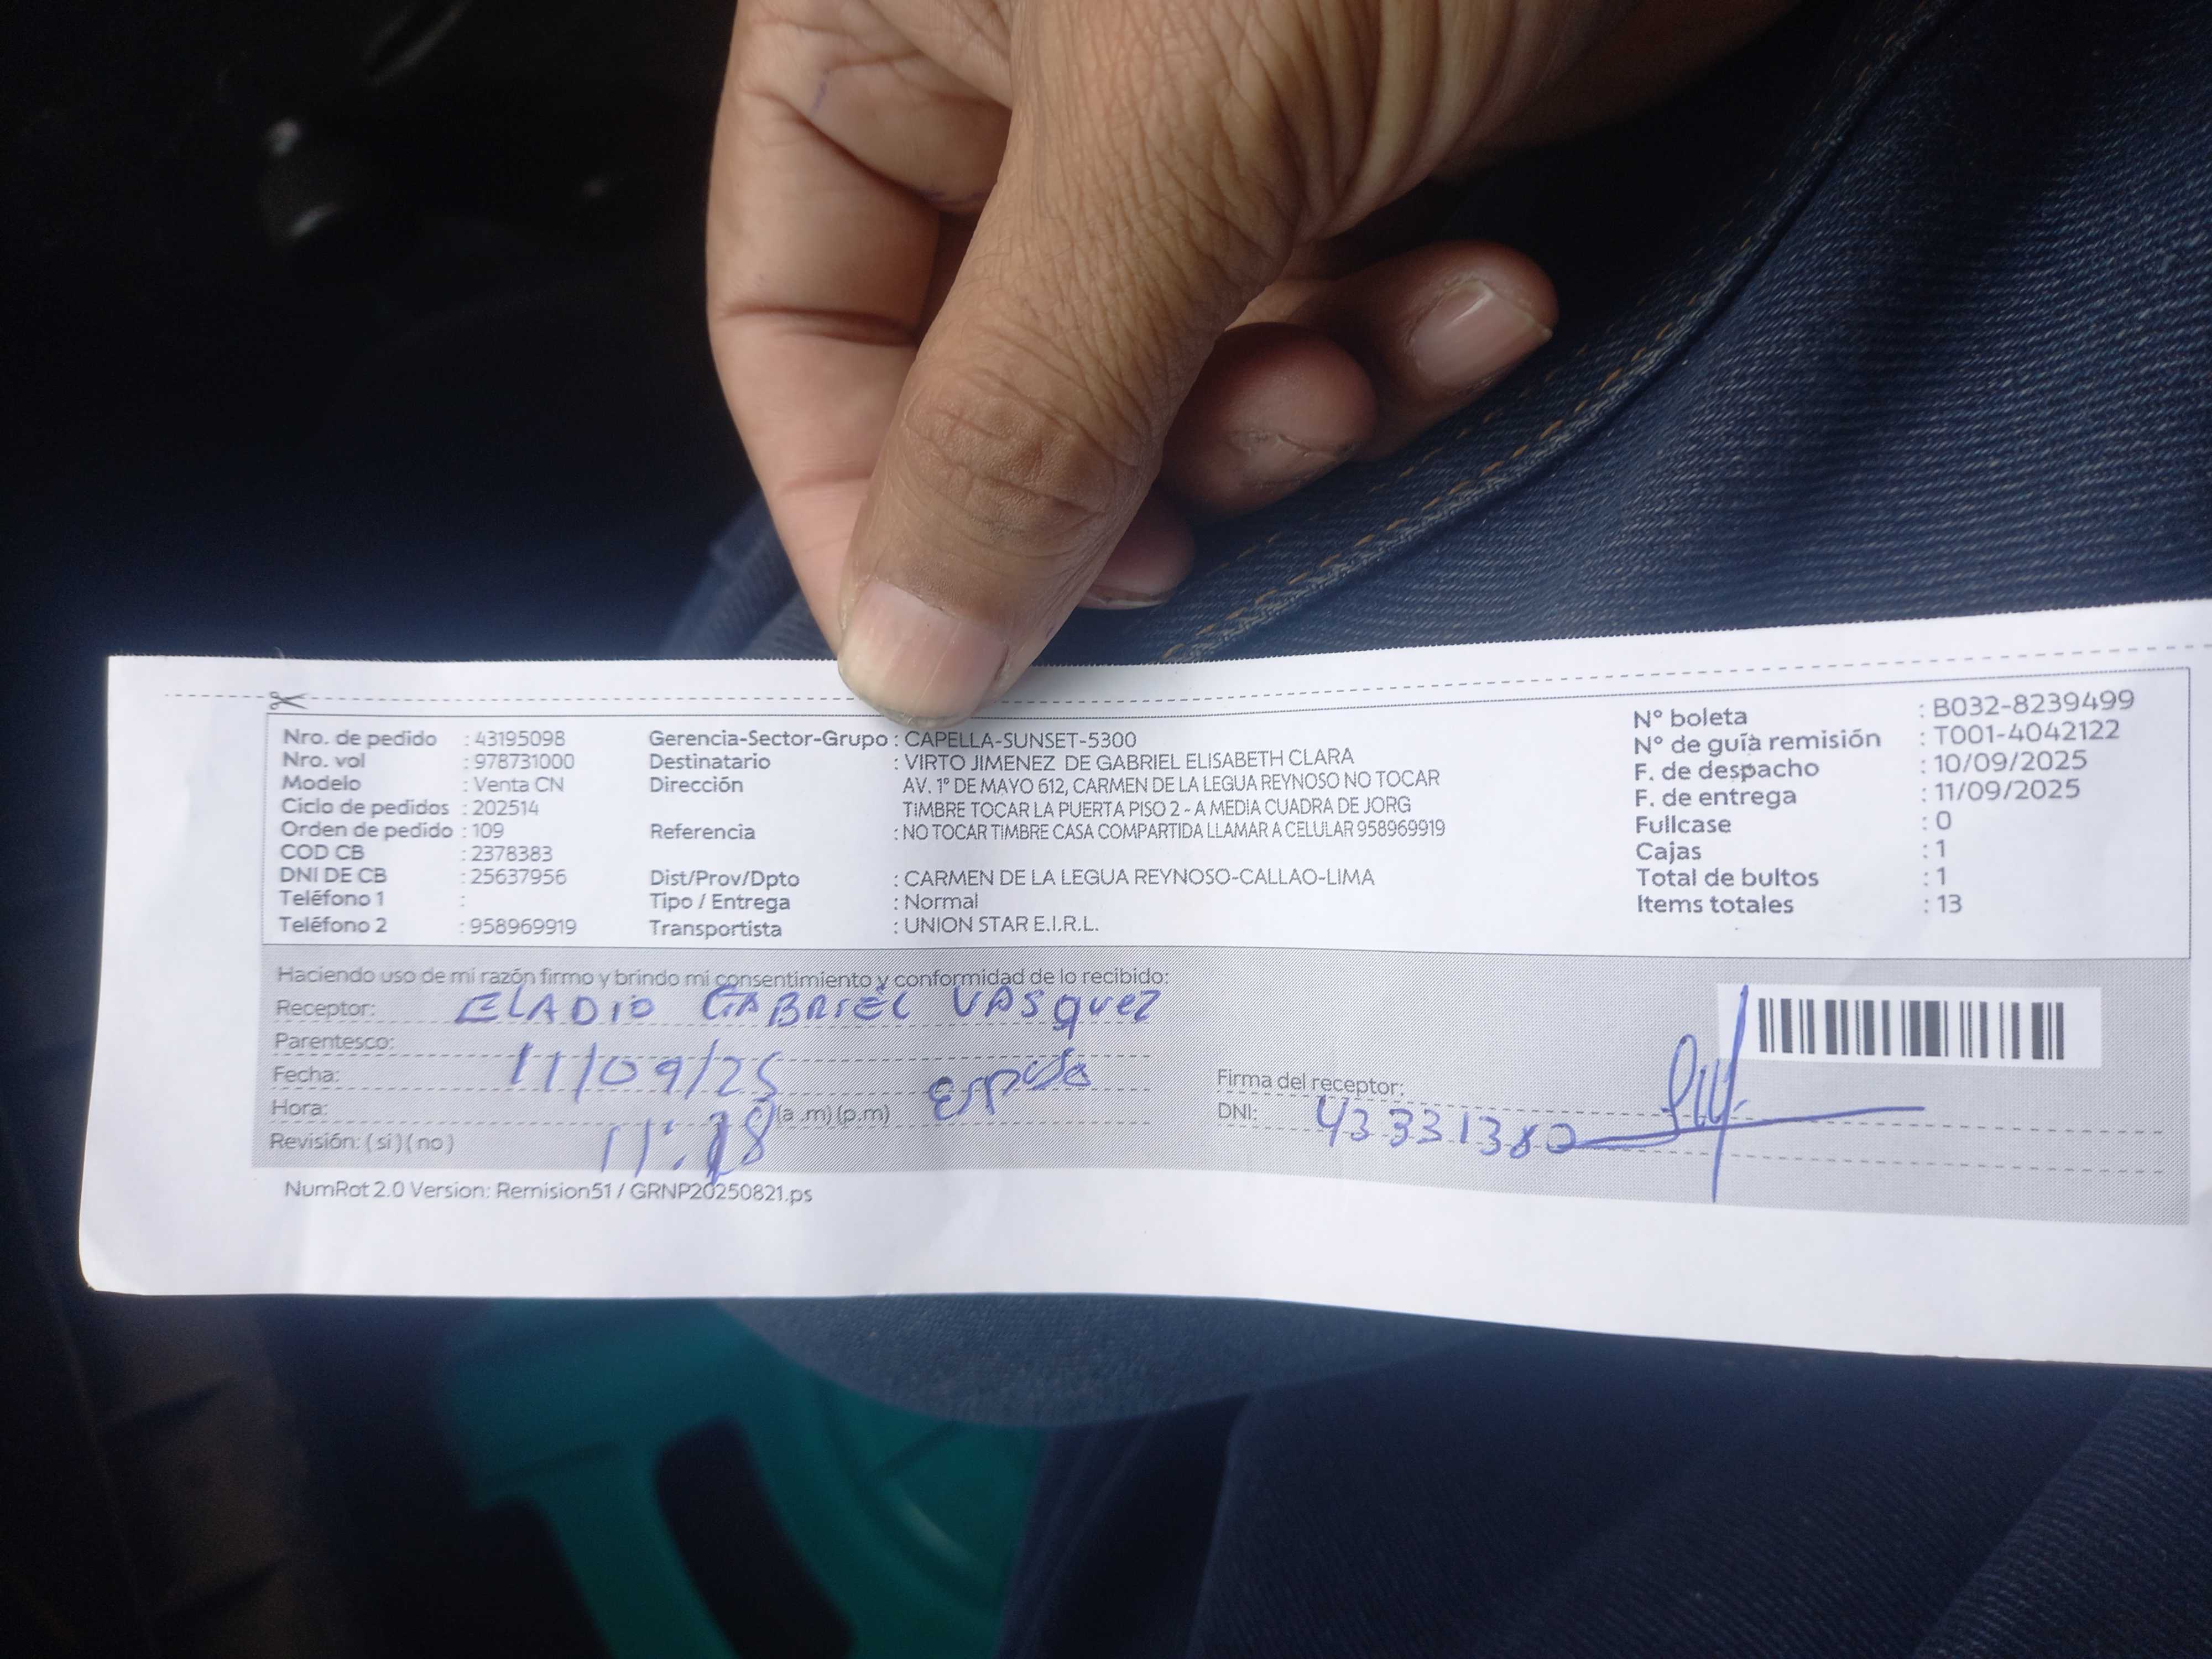 Nro. de pedido : 43195098
Nro. vol : 978731000
Modelo : Venta CN
Ciclo de pedidos : 202514
Orden de pedido : 109
COD CB : 2378383
DNI DE CB : 25637956
Teléfono 1 :
Teléfono 2 : 958969919
Gerencia-Sector-Grupo : CAPELLA-SUNSET-5300
Destinatario : VIRTO JIMENEZ DE GABRIEL ELISABETH CLARA
Dirección AV. 1º DE MAYO 612, CARMEN DE LA LEGUA REYNOSO NO TOCAR
TIMBRE TOCAR LA PUERTA PISO 2 - A MEDIA CUADRA DE JORG
Referencia : NO TOCAR TIMBRE CASA COMPARTIDA LLAMAR A CELULAR 958969919
Dist/Prov/Dpto : CARMEN DE LA LEGUA REYNOSO-CALLAO-LIMA
Tipo / Entrega : Normal
Transportista : UNION STAR E.I.R.L.
Nº boleta : B032-8239499
Nº de guía remisión : T001-4042122
F. de despacho : 10/09/2025
F. de entrega : 11/09/2025
Fullcase : 0
Cajas : 1
Total de bultos : 1
Items totales : 13
Haciendo uso de mi razón firmo y brindo mi consentimiento y conformidad de lo recibido:
Receptor: ELADIO GABRIEL VASquez
Parentesco:
Fecha: 11/09/25
Hora: (a .m) (p.m)
Revisión: ( si ) ( no ) 11:18
Firma del receptor:
DNI: 43331382
NumRot 2.0 Version: Remision51 / GRNP20250821.ps